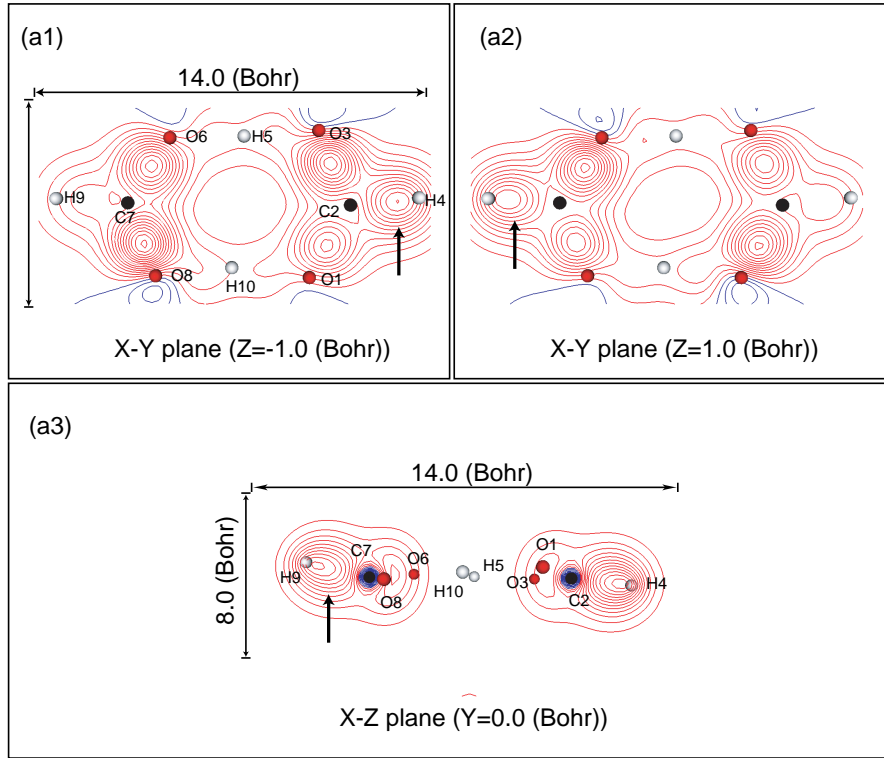 (a1)
14.0 (Bohr)
O6
H5
O3
H9
C7
C2
H4
O8
H10
O1
X-Y plane (Z=-1.0 (Bohr))
(a2)
X-Y plane (Z=1.0 (Bohr))
(a3)
14.0 (Bohr)
8.0 (Bohr)
C7
O6
H9
O8
H5
H10
O1
O3
C2
H4
X-Z plane (Y=0.0 (Bohr))